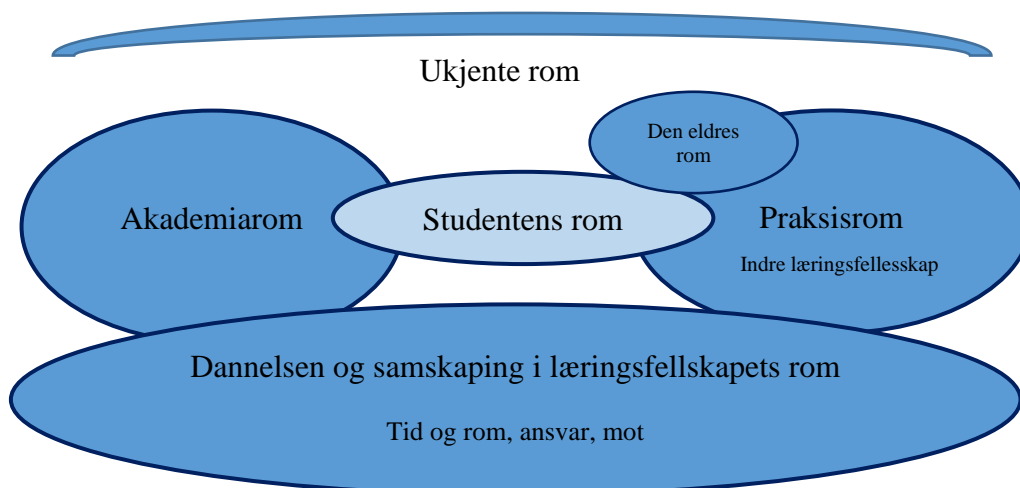 Ukjente rom
Den eldres
rom
Akademiarom
Studentens rom
Praksisrom
Indre læringsfellesskap
Dannelsen og samskaping i læringsfellskapets rom
Tid og rom, ansvar, mot